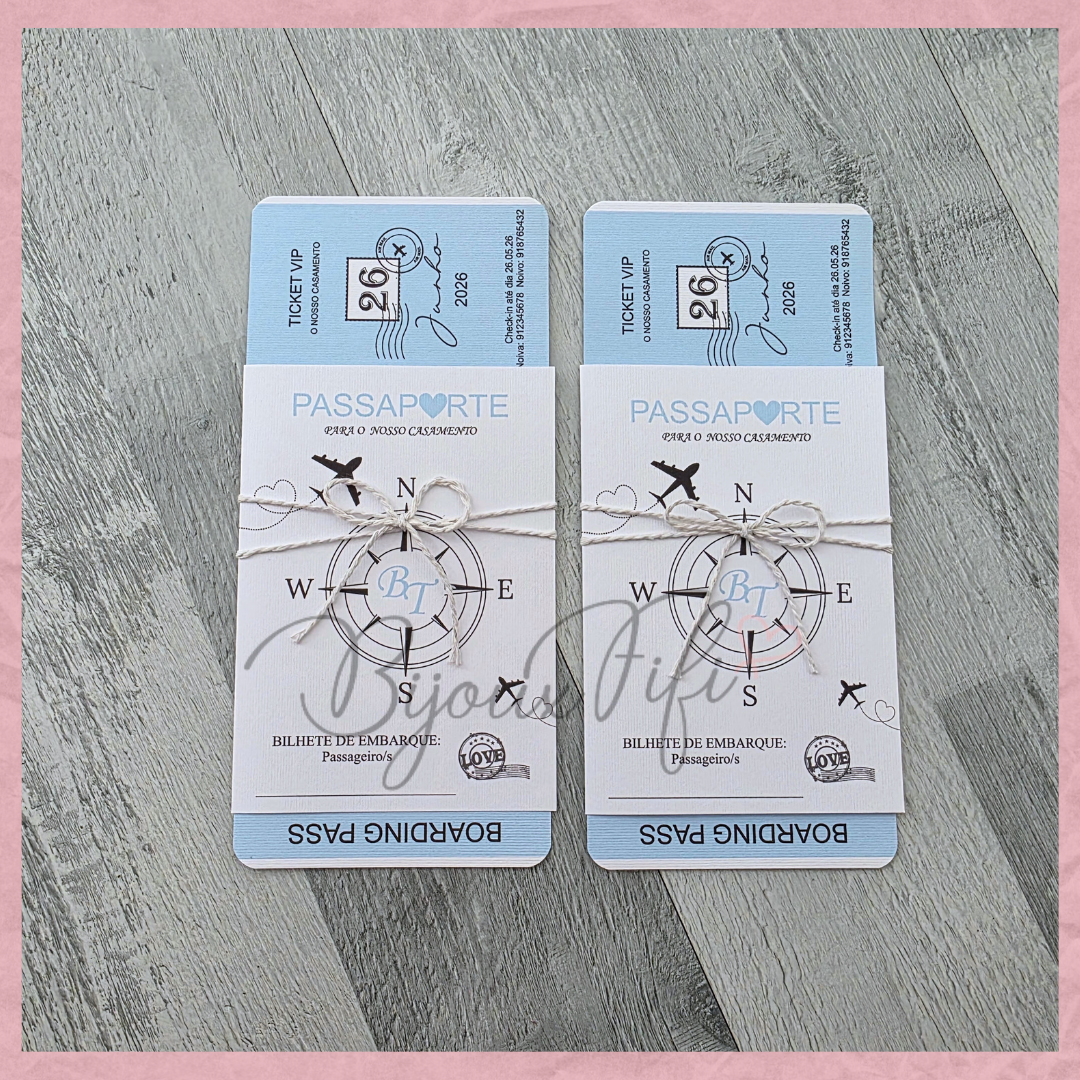 TICKET VIP
O NOSSO CASAMENTO
26
Junho
2026
Check-in até dia 26.05.26
Noiva: 912345678 Noivo: 918765432
PASSAPORTE
PARA O NOSSO CASAMENTO
N
W
E
S
BT
BILHETE DE EMBARQUE:
Passageiro/s
LOVE
BOARDING PASS
TICKET VIP
O NOSSO CASAMENTO
26
Junho
2026
Check-in até dia 26.05.26
Noiva: 912345678 Noivo: 918765432
PASSAPORTE
PARA O NOSSO CASAMENTO
N
W
E
S
BT
BILHETE DE EMBARQUE:
Passageiro/s
LOVE
BOARDING PASS
Bijoux Fifi